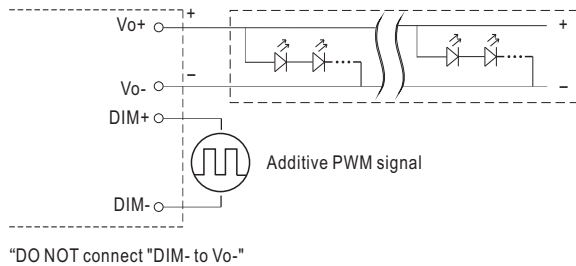 Vo+ + +
Vo- − −
DIM+
Additive PWM signal
DIM-
“DO NOT connect "DIM- to Vo-"